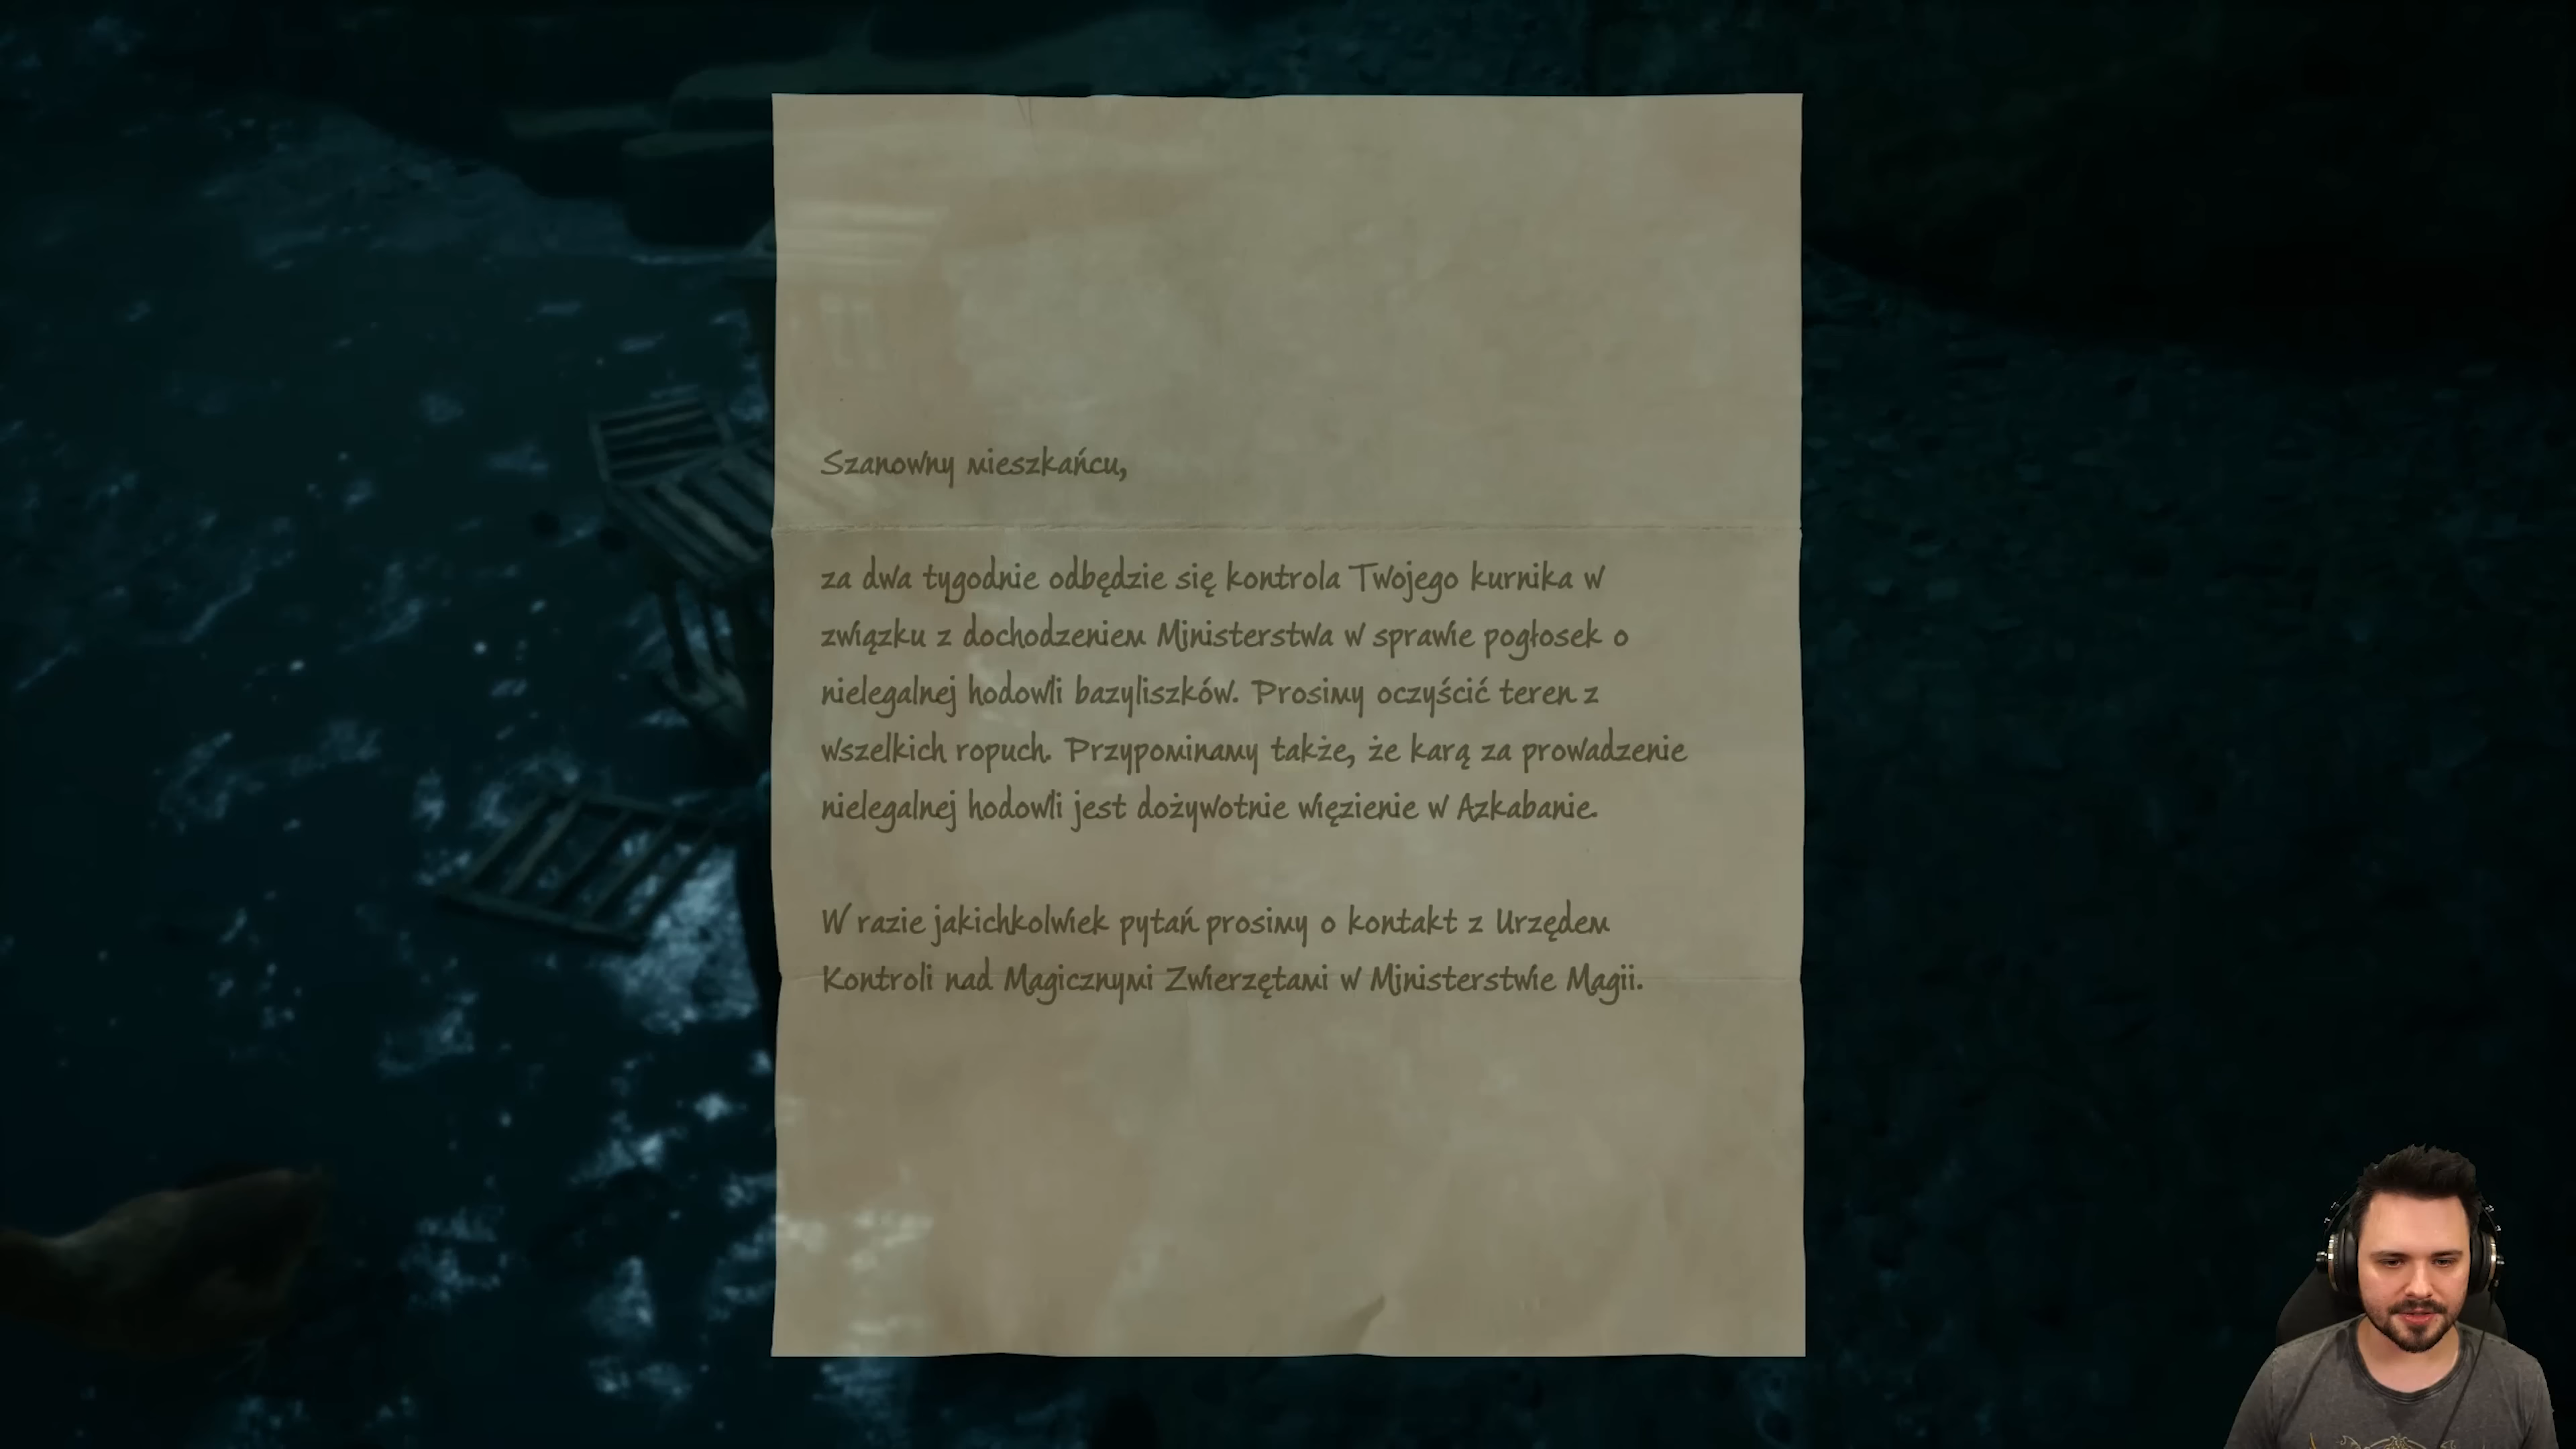 Szanowny mieszkańcu,
za dwa tygodnie odbędzie się kontrola Twojego kurnika w
związku z dochodzeniem Ministerstwa w sprawie pogłosek o
nielegalnej hodowli bazyliszków. Prosimy oczyścić teren z
wszelkich ropuch. Przypominamy także, że karą za prowadzenie
nielegalnej hodowli jest dożywotnie więzienie w Azkabanie.
W razie jakichkolwiek pytań prosimy o kontakt z Urzędem
Kontroli nad Magicznymi Zwierzętami w Ministerstwie Magii.